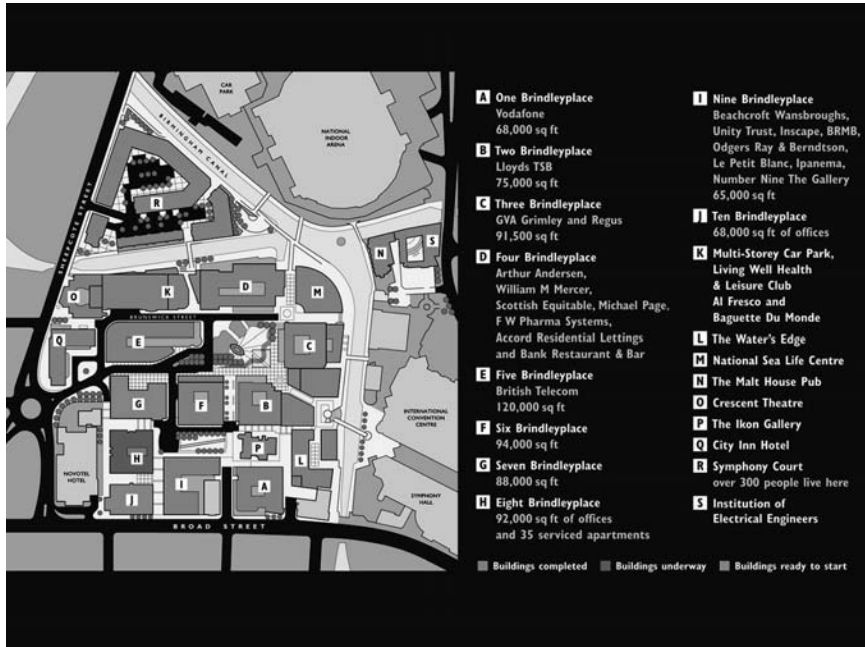 CAR
PARK
NATIONAL
INDOOR
ARENA
BIRMINGHAM CANAL
SHEEPCOTE STREET
R
S
N
O
K
D
M
BRUNSWICK STREET
Q
E
C
G
F
B
INTERNATIONAL
CONVENTION
CENTRE
P
L
H
NOVOTEL
HOTEL
I
A
J
SYMPHONY
HALL
BROAD STREET
A One Brindleyplace
Vodafone
68,000 sq ft
B Two Brindleyplace
Lloyds TSB
75,000 sq ft
C Three Brindleyplace
GVA Grimley and Regus
91,500 sq ft
D Four Brindleyplace
Arthur Andersen,
William M Mercer,
Scottish Equitable, Michael Page,
F W Pharma Systems,
Accord Residential Lettings
and Bank Restaurant & Bar
E Five Brindleyplace
British Telecom
120,000 sq ft
F Six Brindleyplace
94,000 sq ft
G Seven Brindleyplace
88,000 sq ft
H Eight Brindleyplace
92,000 sq ft of offices
and 35 serviced apartments
I Nine Brindleyplace
Beachcroft Wansbroughs,
Unity Trust, Inscape, BRMB,
Odgers Ray & Berndtson,
Le Petit Blanc, Ipanema,
Number Nine The Gallery
65,000 sq ft
J Ten Brindleyplace
68,000 sq ft of offices
K Multi-Storey Car Park,
Living Well Health
& Leisure Club
Al Fresco and
Baguette Du Monde
L The Water's Edge
M National Sea Life Centre
N The Malt House Pub
O Crescent Theatre
P The Ikon Gallery
Q City Inn Hotel
R Symphony Court
over 300 people live here
S Institution of
Electrical Engineers
Buildings completed Buildings underway Buildings ready to start